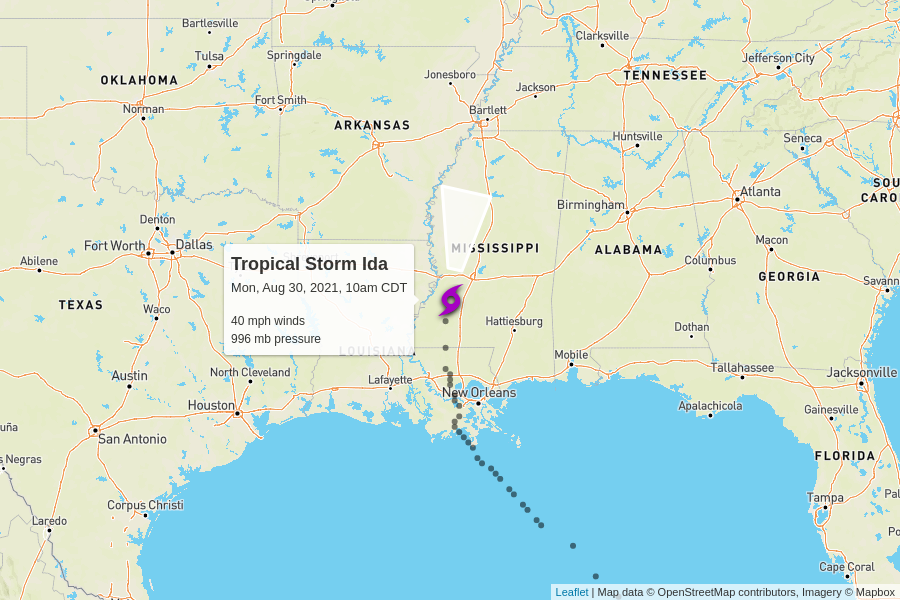 Springfield
Bartlesville
Tulsa
Springdale
Clarksville
Jefferson City
TENNESSEE
OKLAHOMA
Jonesboro
Jackson
Norman
Fort Smith
Bartlett
ARKANSAS
Huntsville
Seneca
SOU
CARO
Atlanta
Birmingham
Denton
Fort Worth
Dallas
MISSISSIPPI
ALABAMA
Macon
Abilene
Columbus
GEORGIA
Savann
Tropical Storm Ida
Mon, Aug 30, 2021, 10am CDT
40 mph winds
996 mb pressure
TEXAS
Waco
Hattiesburg
Dothan
LOUISIANA
Mobile
Tallahassee
Jacksonville
Austin
North Cleveland
Lafayette
New Orleans
Houston
Apalachicola
Gainesville
uña
San Antonio
s Negras
FLORIDA
Corpus Christi
Tampa
Pal
Laredo
Po
Cape Coral
Leaflet | Map data © OpenStreetMap contributors, Imagery © Mapbox